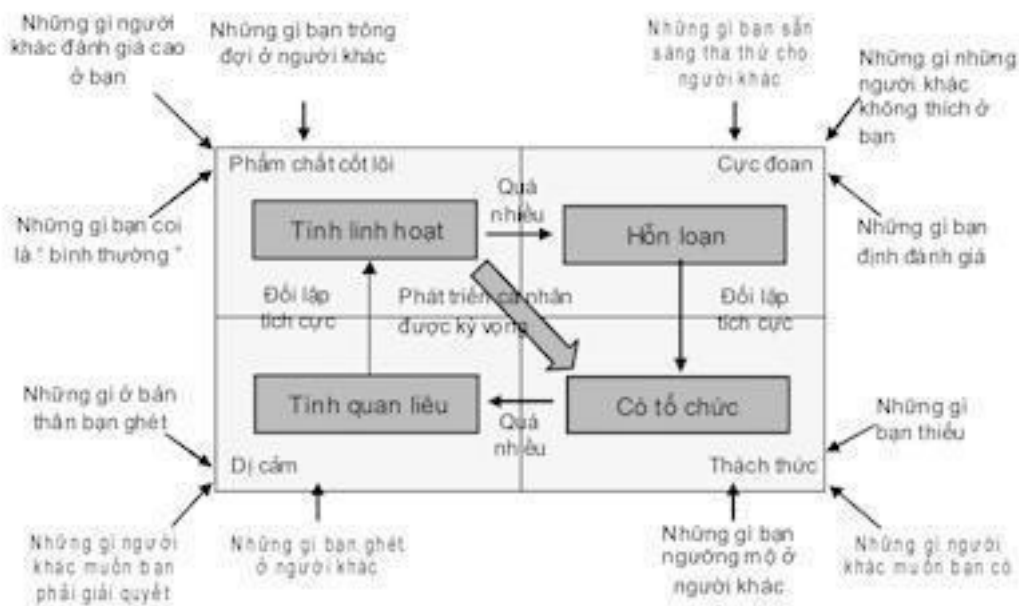 Những gì người
khác đánh giá cao
ở bạn
Những gì bạn trông
đợi ở người khác
Những gì bạn sẵn
sàng tha thứ cho
người khác
Những gì những
người khác
không thích ở
bạn
Phẩm chất cốt lõi
Cực đoan
Những gì bạn coi
là " bình thường "
Tính linh hoạt
Quá
nhiều
Hỗn loạn
Những gì bạn
định đánh giá
Đối lập
tích cực
Phát triển cá nhân
được kỳ vọng
Đối lập
tích cực
Những gì ở bản
thân bạn ghét
Tính quan liêu
Quá
nhiều
Có tổ chức
Những gì
bạn thiếu
Dị cảm
Thách thức
Những gì người
khác muốn bạn
phải giải quyết
Những gì bạn ghét
ở người khác
Những gì bạn
ngưỡng mộ ở
người khác
Những gì người
khác muốn bạn có